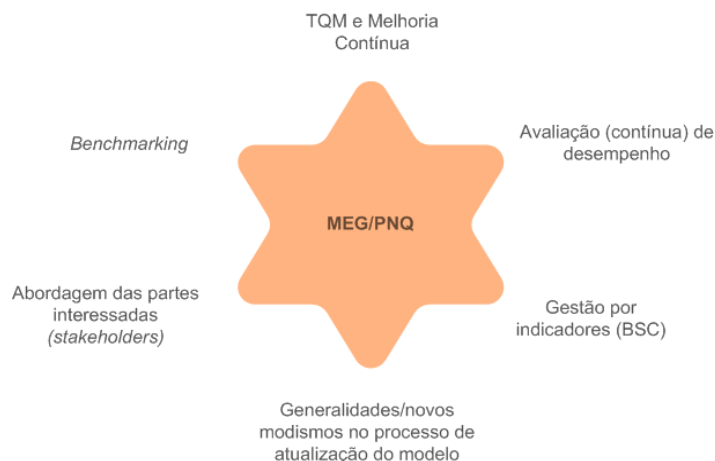 TQM e Melhoria
Contínua
Benchmarking
Avaliação (contínua) de
desempenho
MEG/PNQ
Abordagem das partes
interessadas
(stakeholders)
Gestão por
indicadores (BSC)
Generalidades/novos
modismos no processo de
atualização do modelo